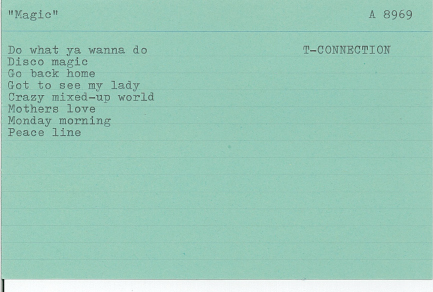 "Magic" A 8969
Do what ya wanna do T-CONNECTION
Disco magic
Go back home
Got to see my lady
Crazy mixed-up world
Mothers love
Monday morning
Peace line